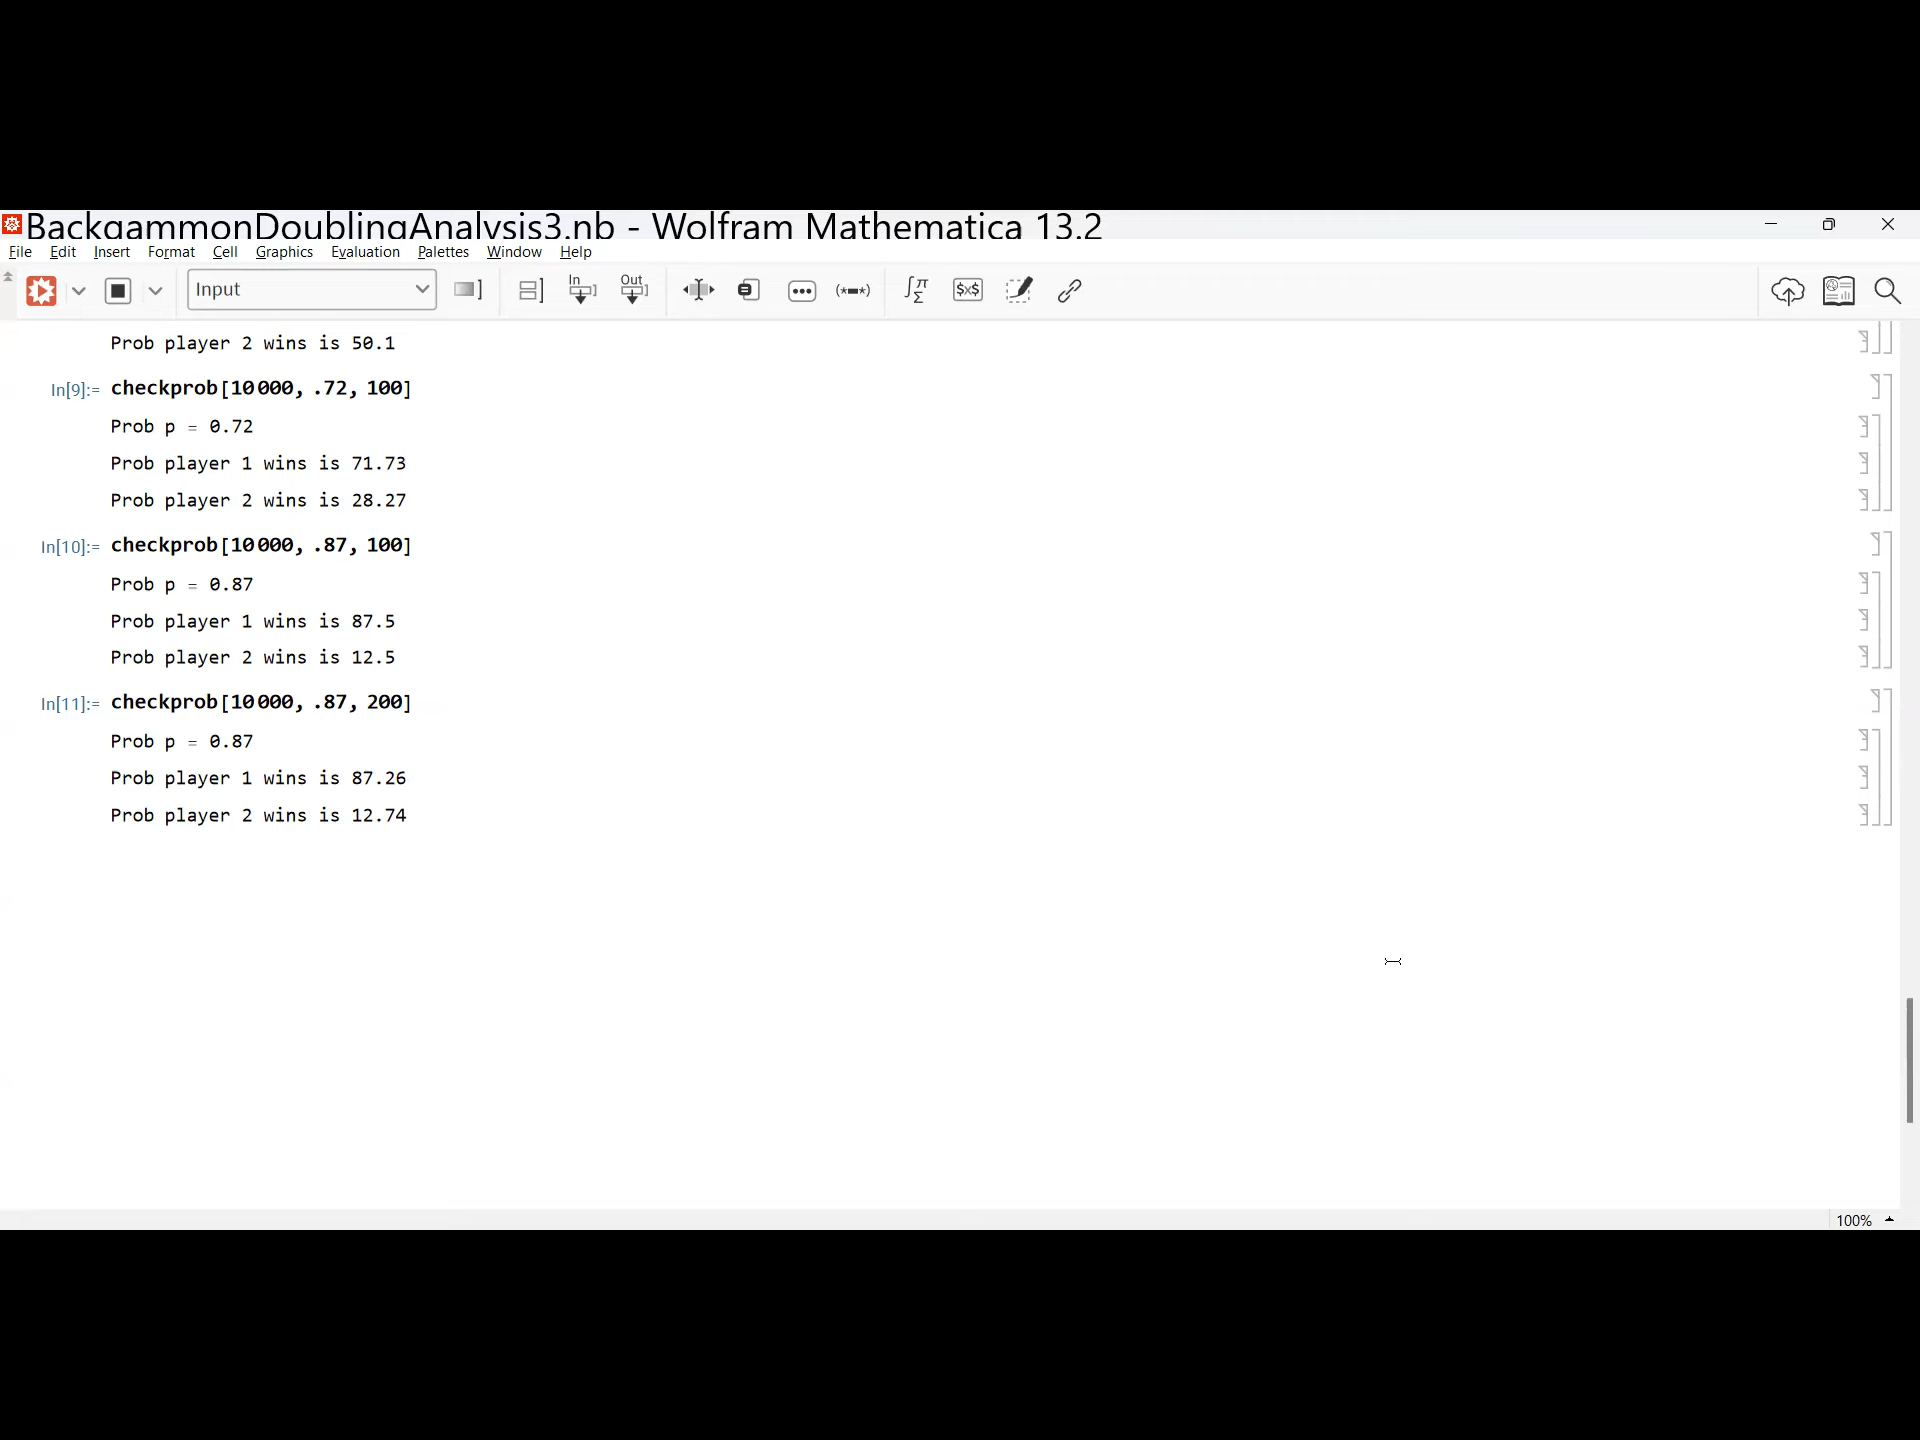 BackgammonDoublingAnalysis3.nb - Wolfram Mathematica 13.2
File Edit Insert Format Cell Graphics Evaluation Palettes Window Help
Input In Out (*=*) ∫π Σ $x$
Prob player 2 wins is 50.1
In[9]:= checkprob[10000, .72, 100]
Prob p = 0.72
Prob player 1 wins is 71.73
Prob player 2 wins is 28.27
In[10]:= checkprob[10000, .87, 100]
Prob p = 0.87
Prob player 1 wins is 87.5
Prob player 2 wins is 12.5
In[11]:= checkprob[10000, .87, 200]
Prob p = 0.87
Prob player 1 wins is 87.26
Prob player 2 wins is 12.74
100%